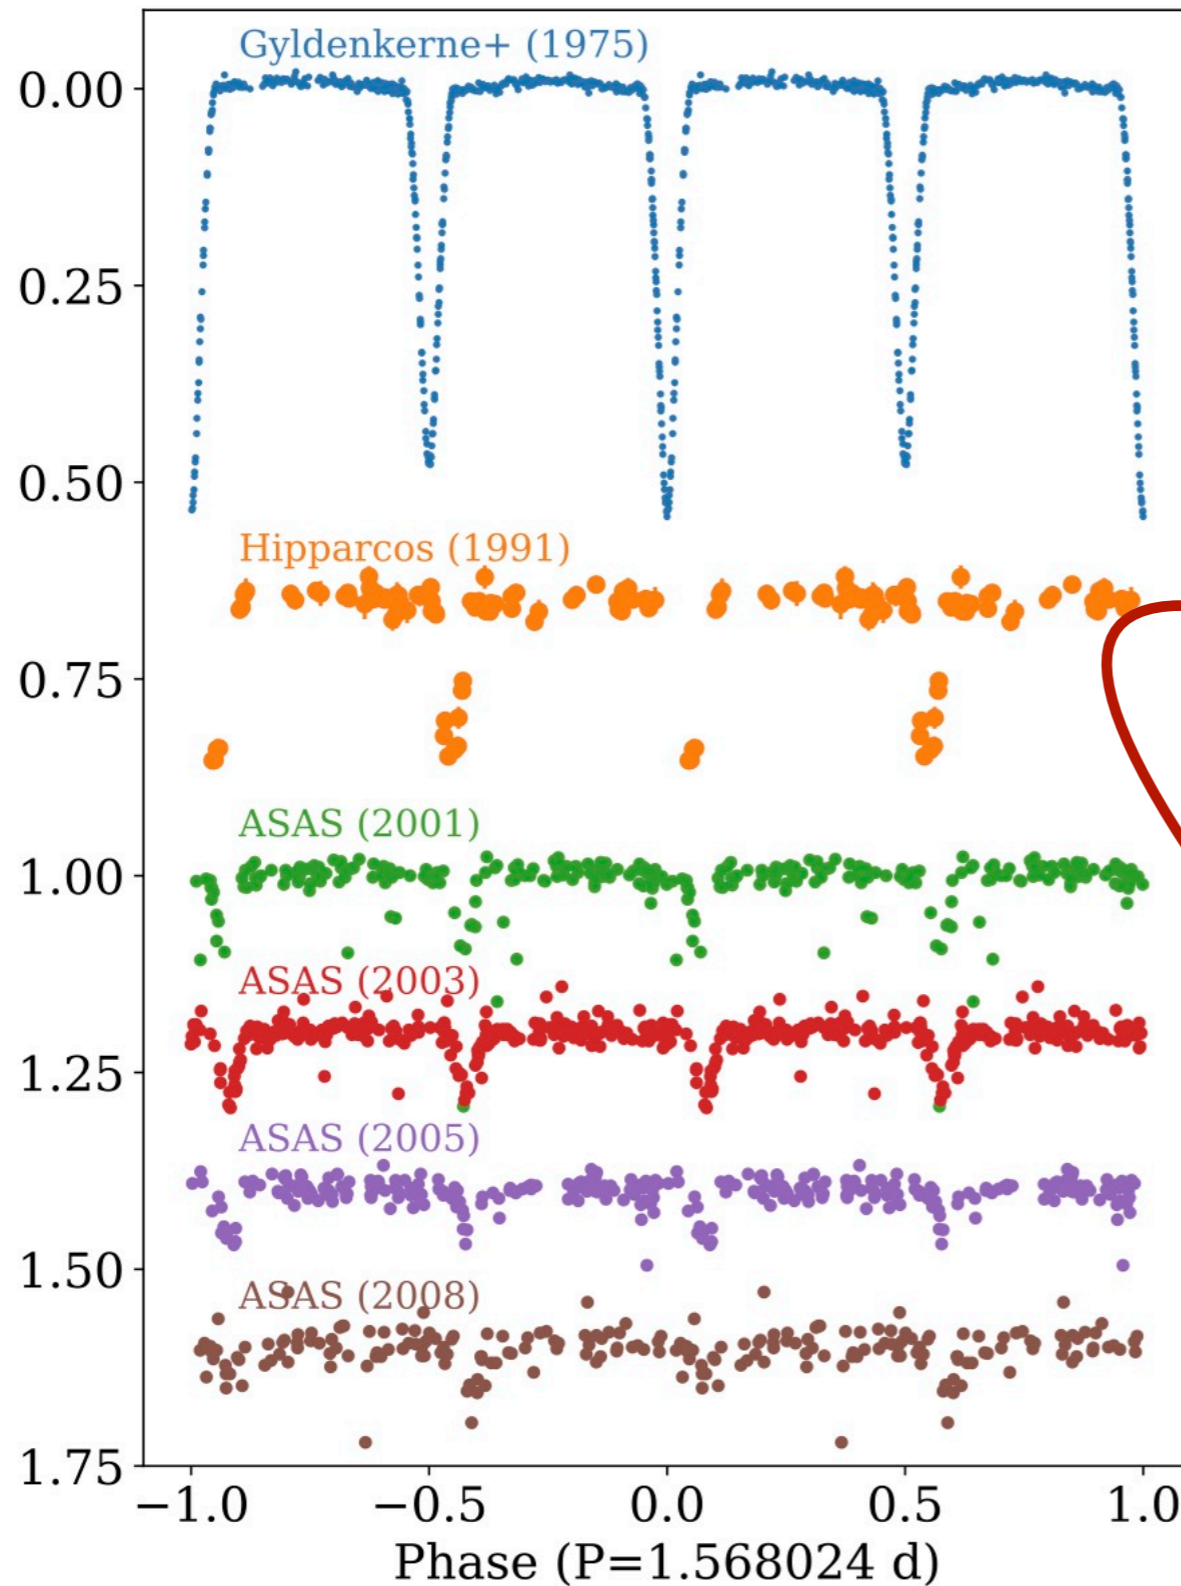 Gyldenkerne+ (1975)
0.00
0.25
0.50
Hipparcos (1991)
0.75
ASAS (2001)
1.00
ASAS (2003)
1.25
ASAS (2005)
1.50
ASAS (2008)
1.75
−1.0 −0.5 0.0 0.5 1.0
Phase (P=1.568024 d)